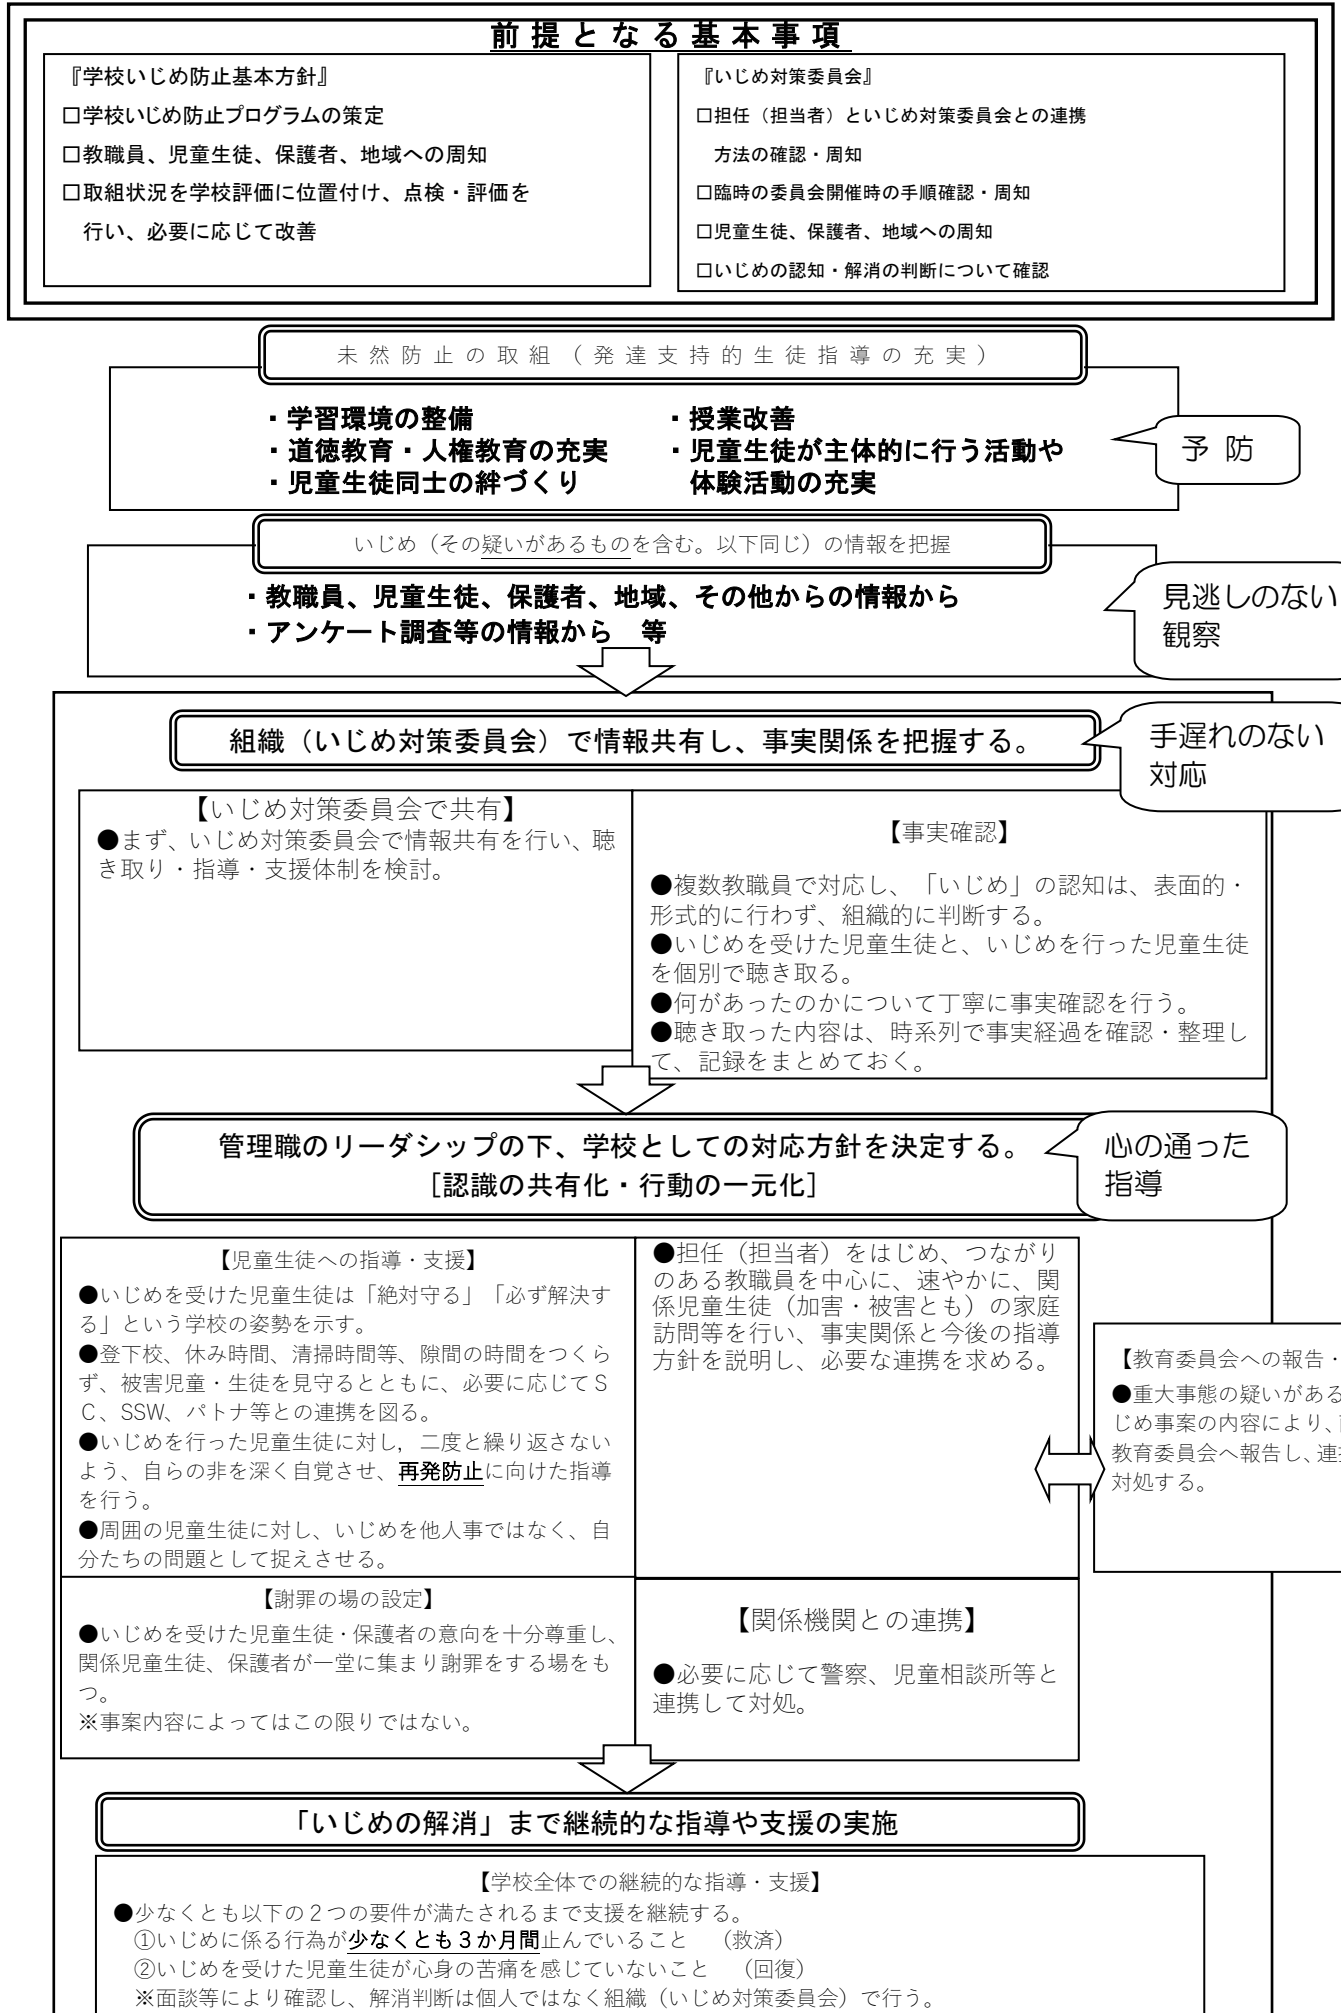 前提となる基本事項
『学校いじめ防止基本方針』
□学校いじめ防止プログラムの策定
□教職員、児童生徒、保護者、地域への周知
□取組状況を学校評価に位置付け、点検・評価を
行い、必要に応じて改善
『いじめ対策委員会』
□担任（担当者）といじめ対策委員会との連携
方法の確認・周知
□臨時の委員会開催時の手順確認・周知
□児童生徒、保護者、地域への周知
□いじめの認知・解消の判断について確認
未然防止の取組（発達支持的生徒指導の充実）
・学習環境の整備
・道徳教育・人権教育の充実
・児童生徒同士の絆づくり
・授業改善
・児童生徒が主体的に行う活動や
体験活動の充実
予 防
いじめ（その疑いがあるものを含む。以下同じ）の情報を把握
・教職員、児童生徒、保護者、地域、その他からの情報から
・アンケート調査等の情報から　等
見逃しのない
観察
組織（いじめ対策委員会）で情報共有し、事実関係を把握する。
手遅れのない
対応
【いじめ対策委員会で共有】
●まず、いじめ対策委員会で情報共有を行い、聴
き取り・指導・支援体制を検討。
【事実確認】
●複数教職員で対応し、「いじめ」の認知は、表面的・
形式的に行わず、組織的に判断する。
●いじめを受けた児童生徒と、いじめを行った児童生徒
を個別で聴き取る。
●何があったのかについて丁寧に事実確認を行う。
●聴き取った内容は、時系列で事実経過を確認・整理し
て、記録をまとめておく。
管理職のリーダシップの下、学校としての対応方針を決定する。
［認識の共有化・行動の一元化］
心の通った
指導
【児童生徒への指導・支援】
●いじめを受けた児童生徒は「絶対守る」「必ず解決す
る」という学校の姿勢を示す。
●登下校、休み時間、清掃時間等、隙間の時間をつくら
ず、被害児童・生徒を見守るとともに、必要に応じてＳ
Ｃ、SSW、パトナ等との連携を図る。
●いじめを行った児童生徒に対し，二度と繰り返さない
よう、自らの非を深く自覚させ、再発防止に向けた指導
を行う。
●周囲の児童生徒に対し、いじめを他人事ではなく、自
分たちの問題として捉えさせる。
●担任（担当者）をはじめ、つながり
のある教職員を中心に、速やかに、関
係児童生徒（加害・被害とも）の家庭
訪問等を行い、事実関係と今後の指導
方針を説明し、必要な連携を求める。
【教育委員会への報告・
●重大事態の疑いがある
じめ事案の内容により、
教育委員会へ報告し、連
対処する。
【謝罪の場の設定】
●いじめを受けた児童生徒・保護者の意向を十分尊重し、
関係児童生徒、保護者が一堂に集まり謝罪をする場をも
つ。
※事案内容によってはこの限りではない。
【関係機関との連携】
●必要に応じて警察、児童相談所等と
連携して対処。
「いじめの解消」まで継続的な指導や支援の実施
【学校全体での継続的な指導・支援】
●少なくとも以下の２つの要件が満たされるまで支援を継続する。
①いじめに係る行為が少なくとも３か月間止んでいること　（救済）
②いじめを受けた児童生徒が心身の苦痛を感じていないこと　（回復）
※面談等により確認し、解消判断は個人ではなく組織（いじめ対策委員会）で行う。